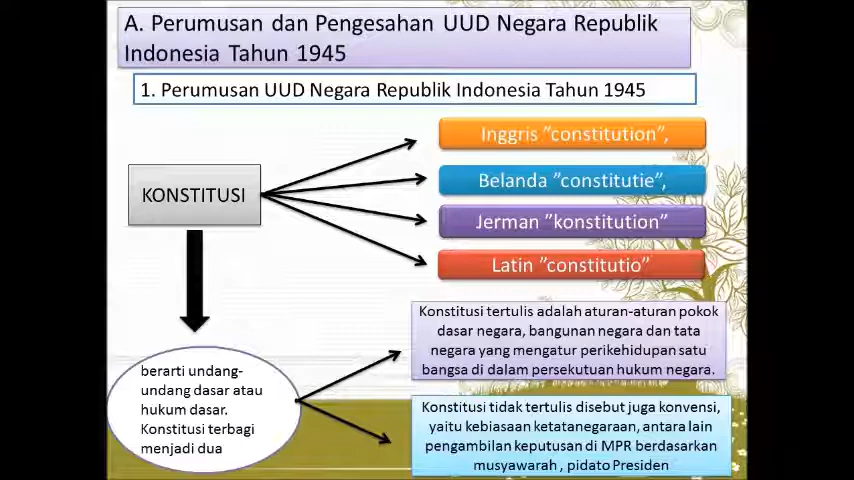 A. Perumusan dan Pengesahan UUD Negara Republik
Indonesia Tahun 1945
1. Perumusan UUD Negara Republik Indonesia Tahun 1945
KONSTITUSI
Inggris ”constitution”,
Belanda ”constitutie”,
Jerman ”konstitution”
Latin ”constitutio”
berarti undang-
undang dasar atau
hukum dasar.
Konstitusi terbagi
menjadi dua
Konstitusi tertulis adalah aturan-aturan pokok
dasar negara, bangunan negara dan tata
negara yang mengatur perikehidupan satu
bangsa di dalam persekutuan hukum negara.
Konstitusi tidak tertulis disebut juga konvensi,
yaitu kebiasaan ketatanegaraan, antara lain
pengambilan keputusan di MPR berdasarkan
musyawarah , pidato Presiden